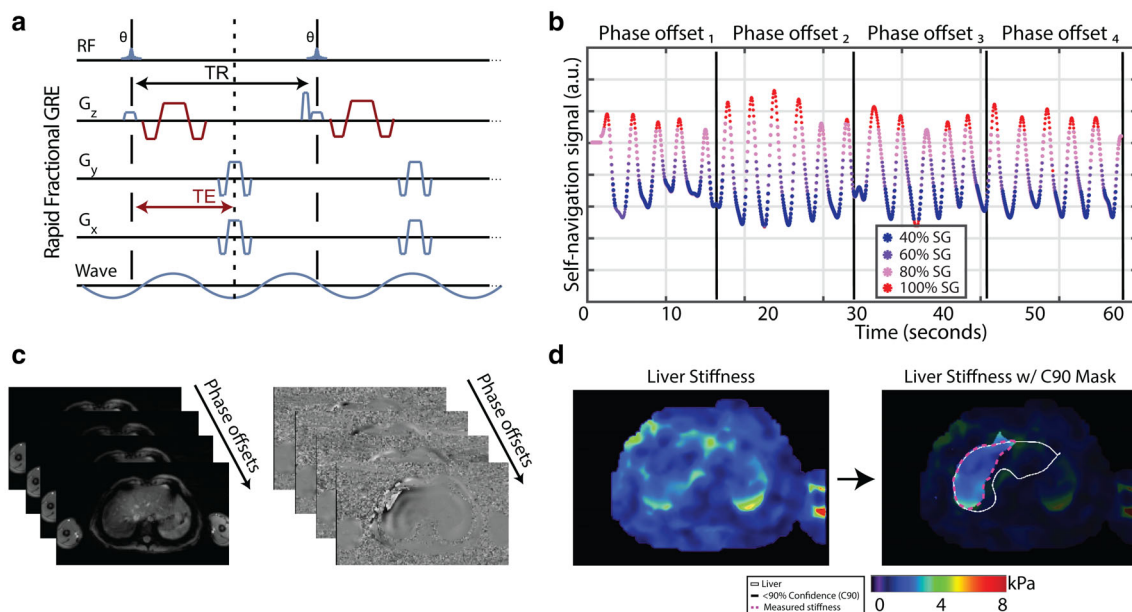 a
Rapid Fractional GRE
RF
θ
θ
TR
Gz
Gy
TE
Gx
Wave
b
Phase offset 1
Phase offset 2
Phase offset 3
Phase offset 4
Self-navigation signal (a.u.)
40% SG
60% SG
80% SG
100% SG
0
10
20
30
40
50
60
Time (seconds)
c
Phase offsets
Phase offsets
d
Liver Stiffness
Liver Stiffness w/ C90 Mask
Liver
<90% Confidence (C90)
Measured stiffness
kPa
0
4
8